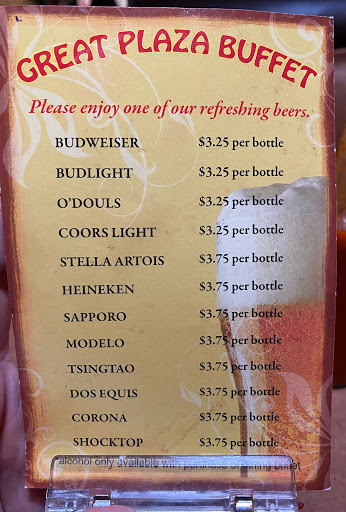 GREAT PLAZA BUFFET
Please enjoy one of our refreshing beers.
BUDWEISER $3.25 per bottle
BUDLIGHT $3.25 per bottle
O'DOULS $3.25 per bottle
COORS LIGHT $3.25 per bottle
STELLA ARTOIS $3.75 per bottle
HEINEKEN $3.75 per bottle
SAPPORO $3.75 per bottle
MODELO $3.75 per bottle
TSINGTAO $3.75 per bottle
DOS EQUIS $3.75 per bottle
CORONA $3.75 per bottle
SHOCKTOP $3.75 per bottle
alcohol only available with purchase buffet